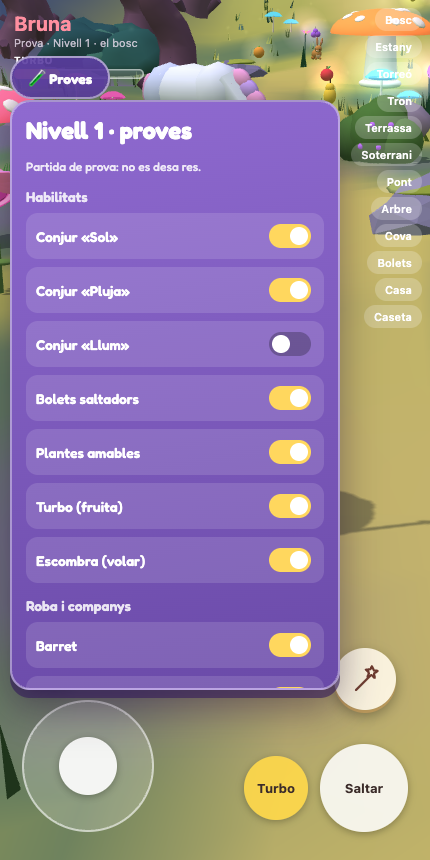 Bruna
Prova · Nivell 1 · el bosc
TURBO
Proves
Bosc
Estany
Torreó
Tron
Terrassa
Soterrani
Pont
Arbre
Cova
Bolets
Casa
Caseta
Nivell 1 · proves
Partida de prova: no es desa res.
Habilitats
Conjur «Sol»
Conjur «Pluja»
Conjur «Llum»
Bolets saltadors
Plantes amables
Turbo (fruita)
Escombra (volar)
Roba i companys
Barret
Turbo
Saltar